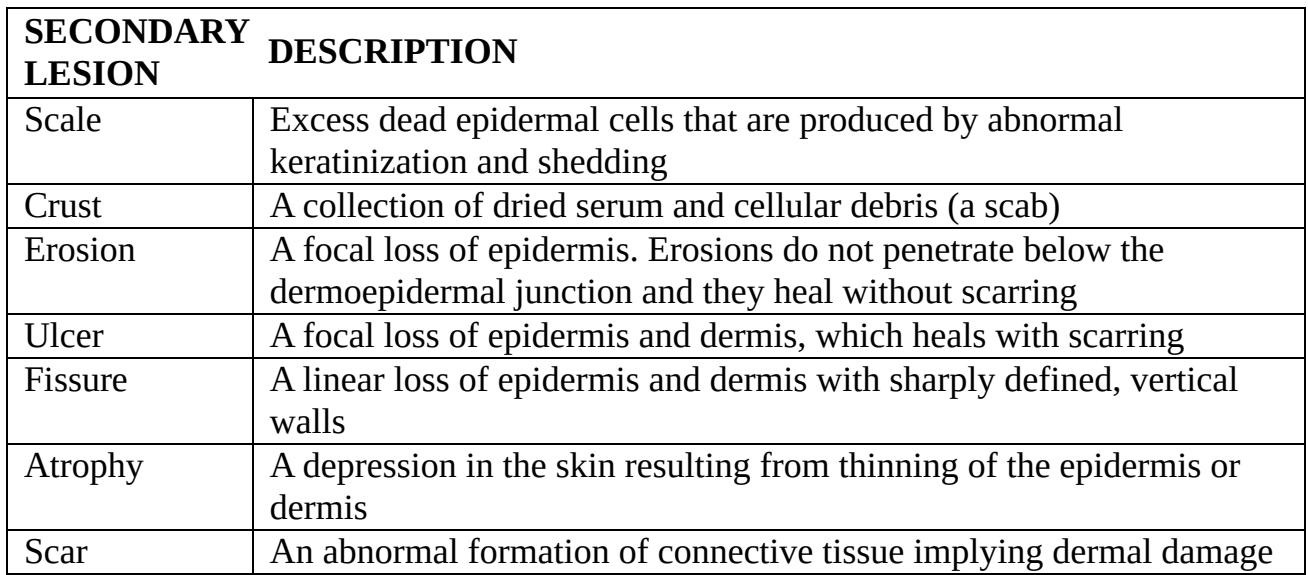 SECONDARY
LESION
DESCRIPTION
Scale
Excess dead epidermal cells that are produced by abnormal
keratinization and shedding
Crust
A collection of dried serum and cellular debris (a scab)
Erosion
A focal loss of epidermis. Erosions do not penetrate below the
dermoepidermal junction and they heal without scarring
Ulcer
A focal loss of epidermis and dermis, which heals with scarring
Fissure
A linear loss of epidermis and dermis with sharply defined, vertical
walls
Atrophy
A depression in the skin resulting from thinning of the epidermis or
dermis
Scar
An abnormal formation of connective tissue implying dermal damage